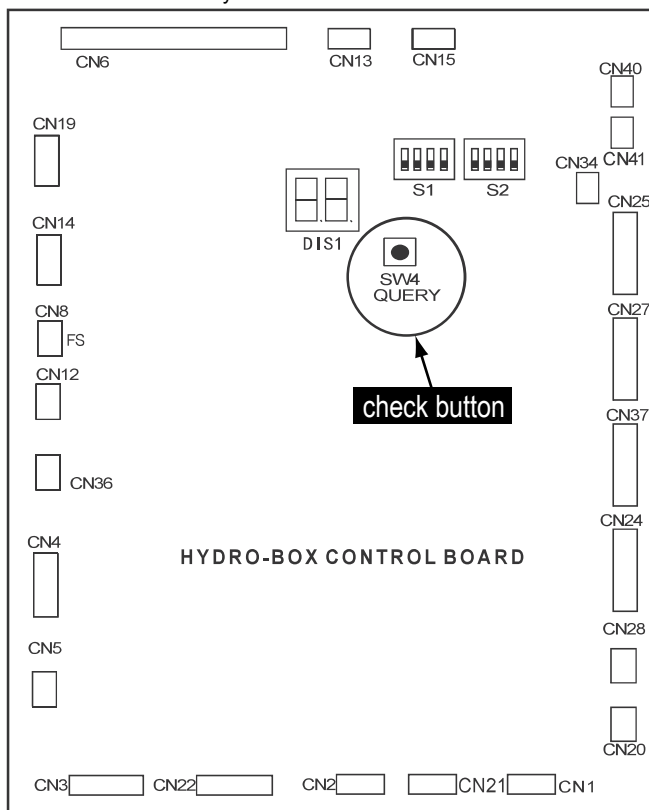 CN6
CN13
CN15
CN40
CN19
CN41
CN34
S1
S2
CN25
CN14
DIS1
SW4
QUERY
CN8
FS
CN27
CN12
check button
CN37
CN36
CN24
CN4
HYDRO-BOX CONTROL BOARD
CN28
CN5
CN20
CN3
CN22
CN2
CN21
CN1